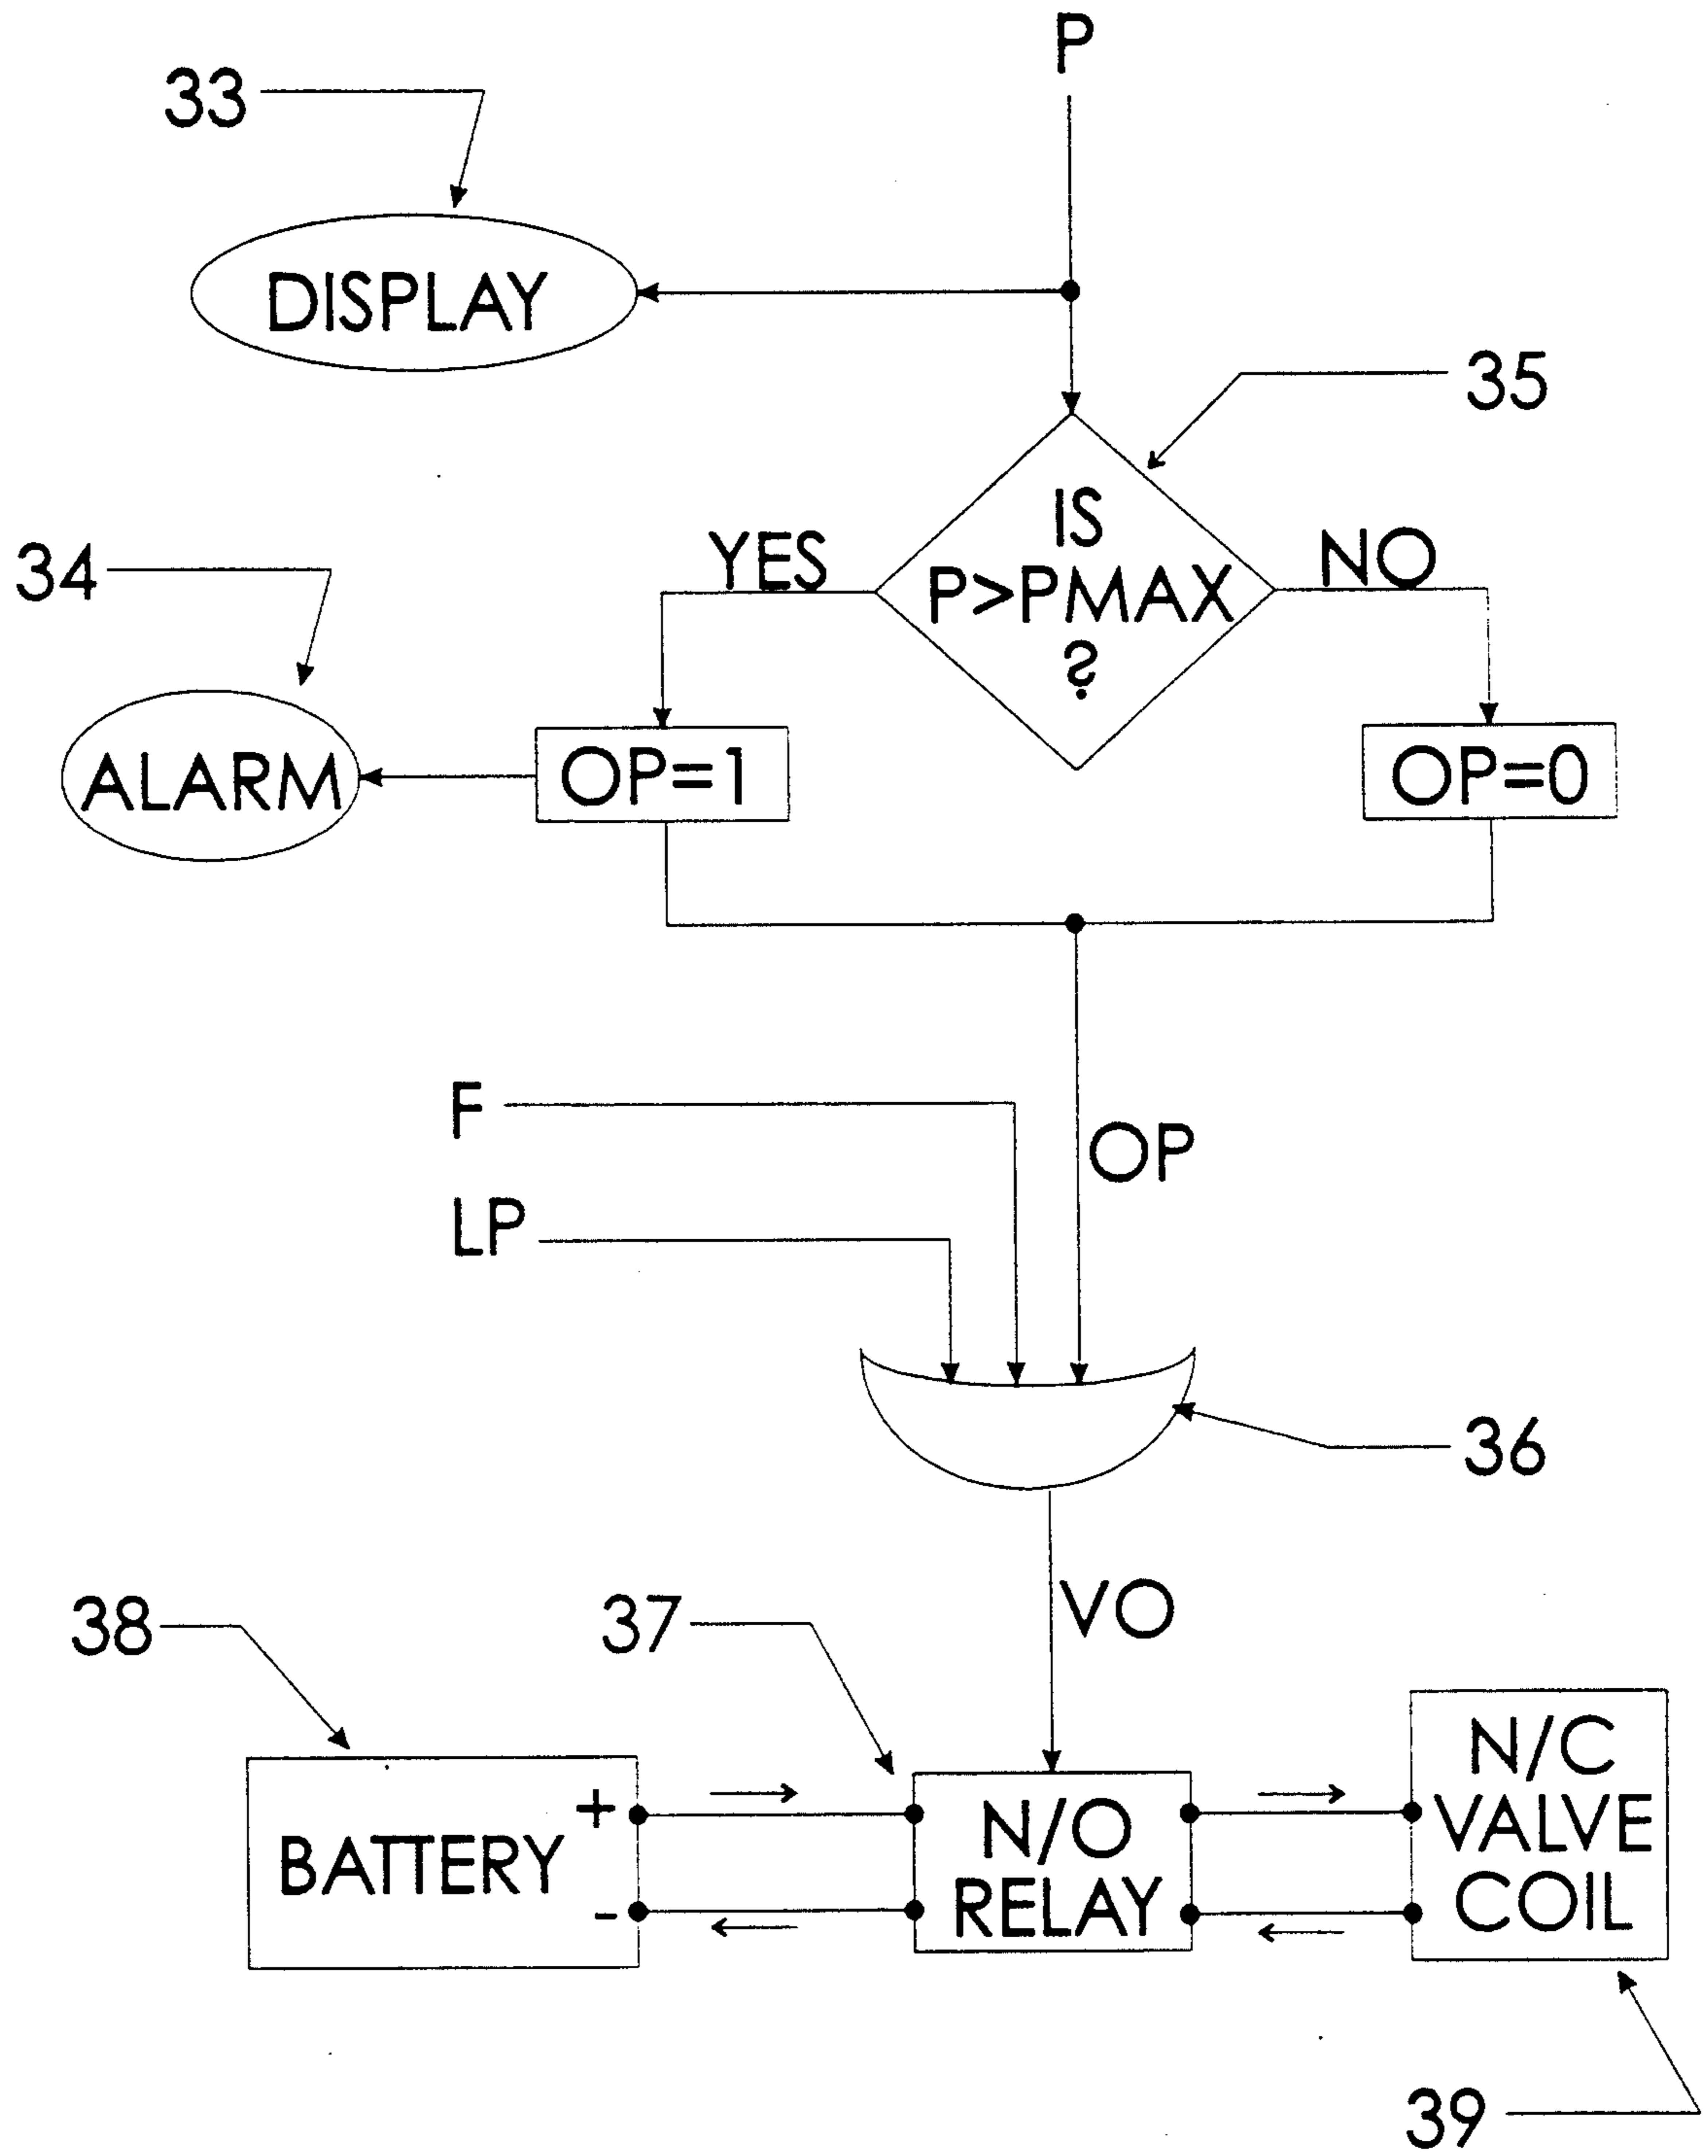 P
33
DISPLAY
35
IS
P>PMAX
?
YES
NO
34
ALARM
OP=1
OP=0
F
OP
LP
36
VO
38
37
BATTERY
+
-
N/O
RELAY
N/C
VALVE
COIL
39